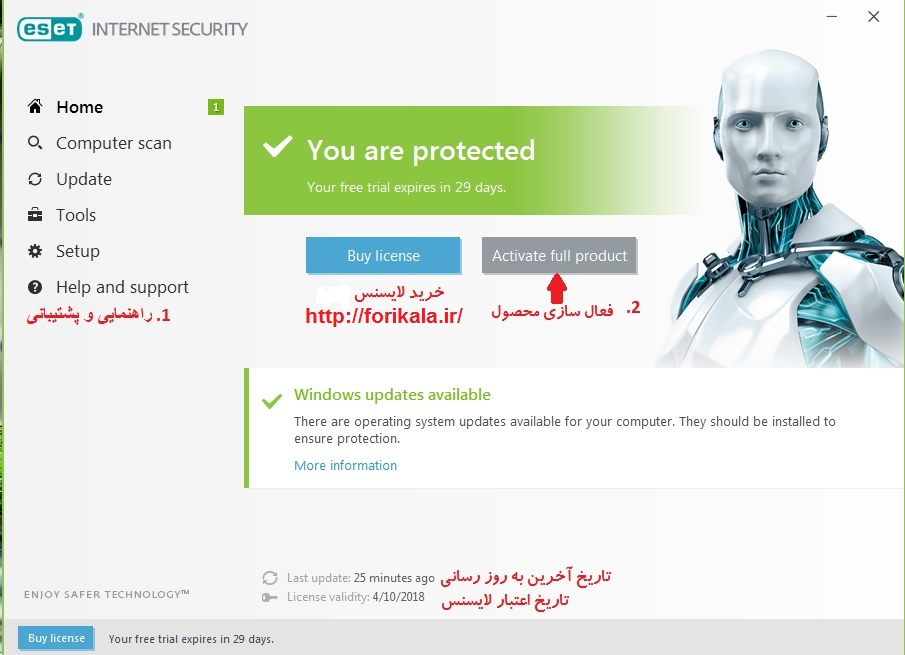 eset® INTERNET SECURITY
Home
1
Computer scan
Update
Tools
Setup
Help and support
1. راهنمایی و پشتیبانی
You are protected
Your free trial expires in 29 days.
Buy license
Activate full product
خرید لایسنس
http://forikala.ir/
2. فعال سازی محصول
Windows updates available
There are operating system updates available for your computer. They should be installed to
ensure protection.
More information
Last update: 25 minutes ago تاریخ آخرین به روز رسانی
License validity: 4/10/2018 تاریخ اعتبار لایسنس
ENJOY SAFER TECHNOLOGY™
Buy license Your free trial expires in 29 days.